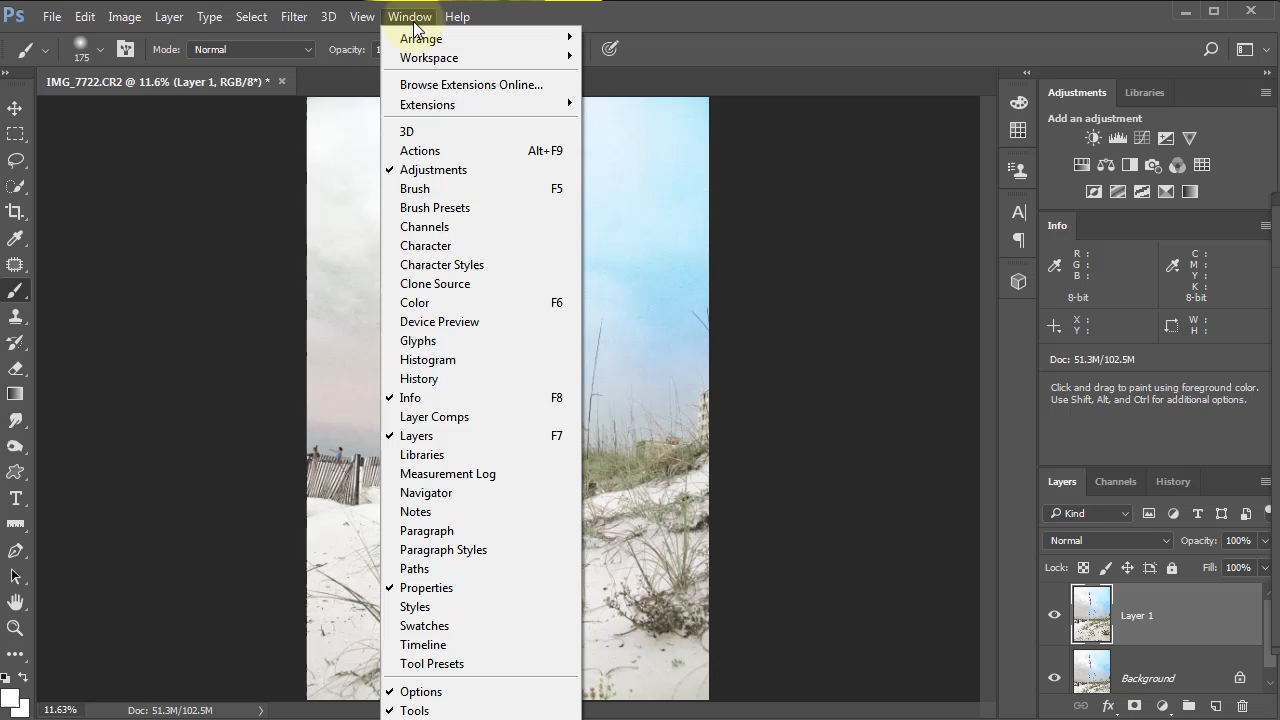 Ps File Edit Image Layer Type Select Filter 3D View Window Help
175 Mode: Normal Opacity: 1
IMG_7722.CR2 @ 11.6% (Layer 1, RGB/8*) *
Arrange
Workspace
Browse Extensions Online...
Extensions
3D
Actions Alt+F9
Adjustments
Brush F5
Brush Presets
Channels
Character
Character Styles
Clone Source
Color F6
Device Preview
Glyphs
Histogram
History
Info F8
Layer Comps
Layers F7
Libraries
Measurement Log
Navigator
Notes
Paragraph
Paragraph Styles
Paths
Properties
Styles
Swatches
Timeline
Tool Presets
Options
Tools
Adjustments Libraries
Add an adjustment
Info
R : C :
G : M :
B : Y :
K :
8-bit 8-bit
X : W :
Y : H :
Doc: 51.3M/102.5M
Click and drag to paint using foreground color.
Use Shift, Alt, and Ctrl for additional options.
Layers Channels History
Kind
Normal Opacity: 100%
Lock: Fill: 100%
Layer 1
Background
11.63% Doc: 51.3M/102.5M